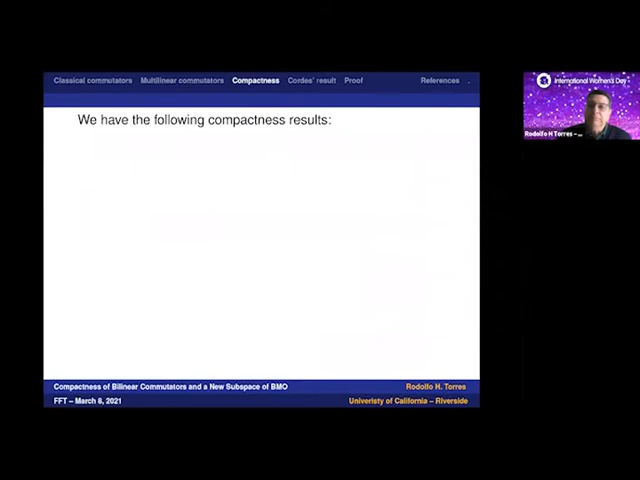 Classical commutators Multilinear commutators Compactness Cordes' result Proof References .
We have the following compactness results:
Compactness of Bilinear Commutators and a New Subspace of BMO Rodolfo H. Torres
FFT – March 8, 2021 Univeristy of California – Riverside
International Women's Day
Rodolfo H Torres – ...